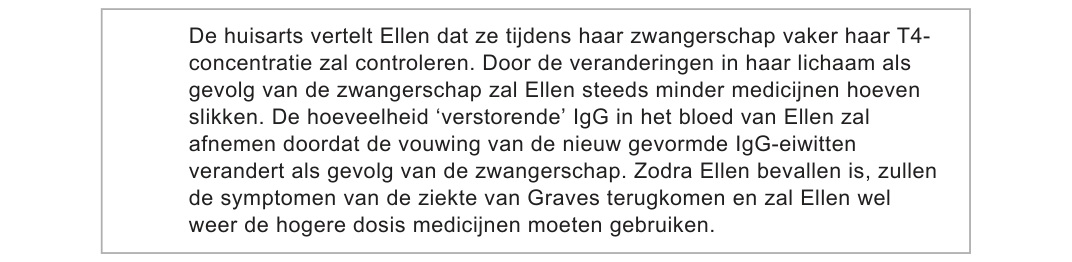 De huisarts vertelt Ellen dat ze tijdens haar zwangerschap vaker haar T4-
concentratie zal controleren. Door de veranderingen in haar lichaam als
gevolg van de zwangerschap zal Ellen steeds minder medicijnen hoeven
slikken. De hoeveelheid ‘verstorende’ IgG in het bloed van Ellen zal
afnemen doordat de vouwing van de nieuw gevormde IgG-eiwitten
verandert als gevolg van de zwangerschap. Zodra Ellen bevallen is, zullen
de symptomen van de ziekte van Graves terugkomen en zal Ellen wel
weer de hogere dosis medicijnen moeten gebruiken.